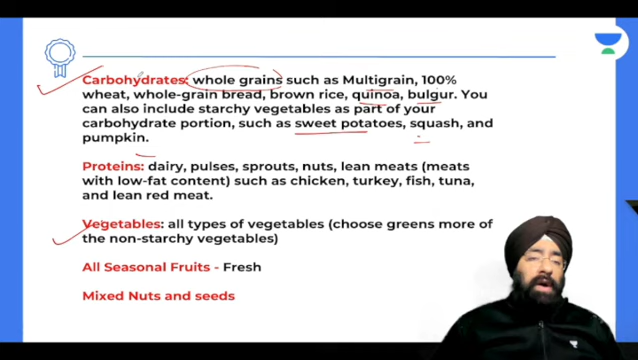 Carbohydrates: whole grains such as Multigrain, 100%
wheat, whole-grain bread, brown rice, quinoa, bulgur. You
can also include starchy vegetables as part of your
carbohydrate portion, such as sweet potatoes, squash, and
pumpkin.
Proteins: dairy, pulses, sprouts, nuts, lean meats (meats
with low-fat content) such as chicken, turkey, fish, tuna,
and lean red meat.
Vegetables: all types of vegetables (choose greens more of
the non-starchy vegetables)
All Seasonal Fruits - Fresh
Mixed Nuts and seeds